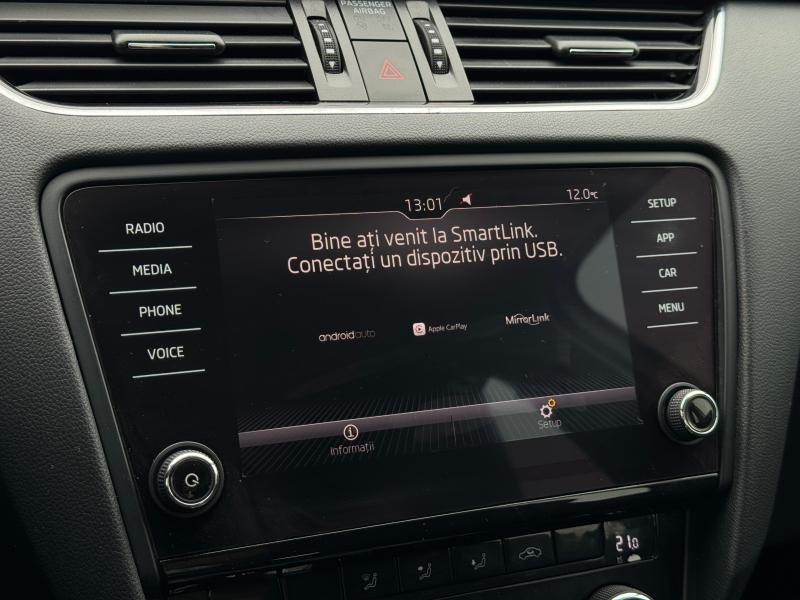 PASSENGER
AIRBAG
13:01
12.0°C
RADIO
MEDIA
PHONE
VOICE
Bine ați venit la SmartLink.
Conectați un dispozitiv prin USB.
androidauto
Apple CarPlay
MirrorLink
Informații
Setup
SETUP
APP
CAR
MENU
21.0